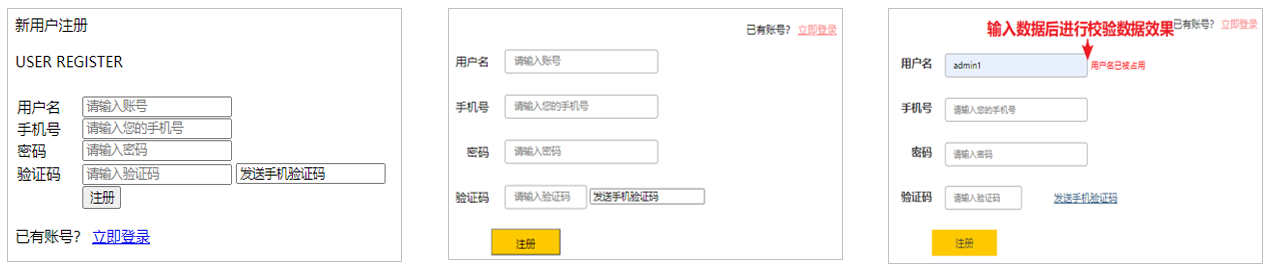 新用户注册
USER REGISTER
用户名 请输入账号
手机号 请输入您的手机号
密码 请输入密码
验证码 请输入验证码 发送手机验证码
注册
已有账号？ 立即登录
已有账号？ 立即登录
用户名 请输入账号
手机号 请输入您的手机号
密码 请输入密码
验证码 请输入验证码 发送手机验证码
注册
输入数据后进行校验数据效果 已有账号？ 立即登录
用户名 admin1 用户名已被占用
手机号 请输入您的手机号
密码 请输入密码
验证码 请输入验证码 发送手机验证码
注册